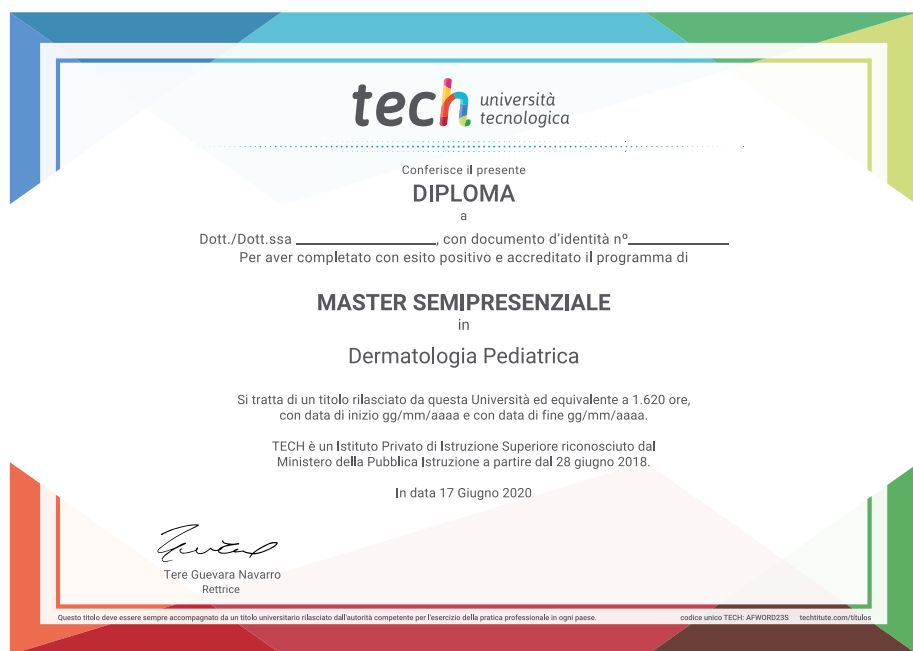 tech università
tecnologica
Conferisce il presente
DIPLOMA
a
Dott./Dott.ssa ____________________, con documento d'identità nº______________
Per aver completato con esito positivo e accreditato il programma di
MASTER SEMIPRESENZIALE
in
Dermatologia Pediatrica
Si tratta di un titolo rilasciato da questa Università ed equivalente a 1.620 ore,
con data di inizio gg/mm/aaaa e con data di fine gg/mm/aaaa.
TECH è un Istituto Privato di Istruzione Superiore riconosciuto dal
Ministero della Pubblica Istruzione a partire dal 28 giugno 2018.
In data 17 Giugno 2020
Tere Guevara Navarro
Rettrice
Questo titolo deve essere sempre accompagnato da un titolo universitario rilasciato dall'autorità competente per l'esercizio della pratica professionale in ogni paese. codice unico TECH: AFWORD23S techtitute.com/titulos